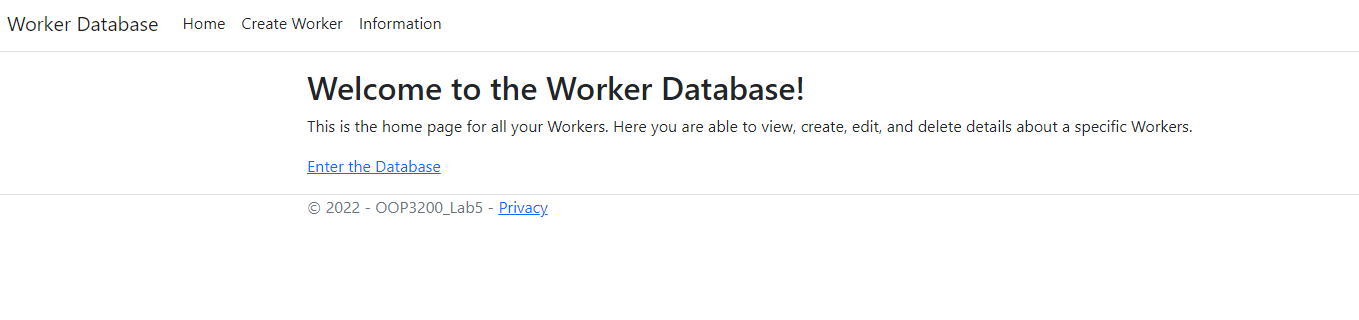 Worker Database Home Create Worker Information
Welcome to the Worker Database!
This is the home page for all your Workers. Here you are able to view, create, edit, and delete details about a specific Workers.
Enter the Database
© 2022 - OOP3200_Lab5 - Privacy